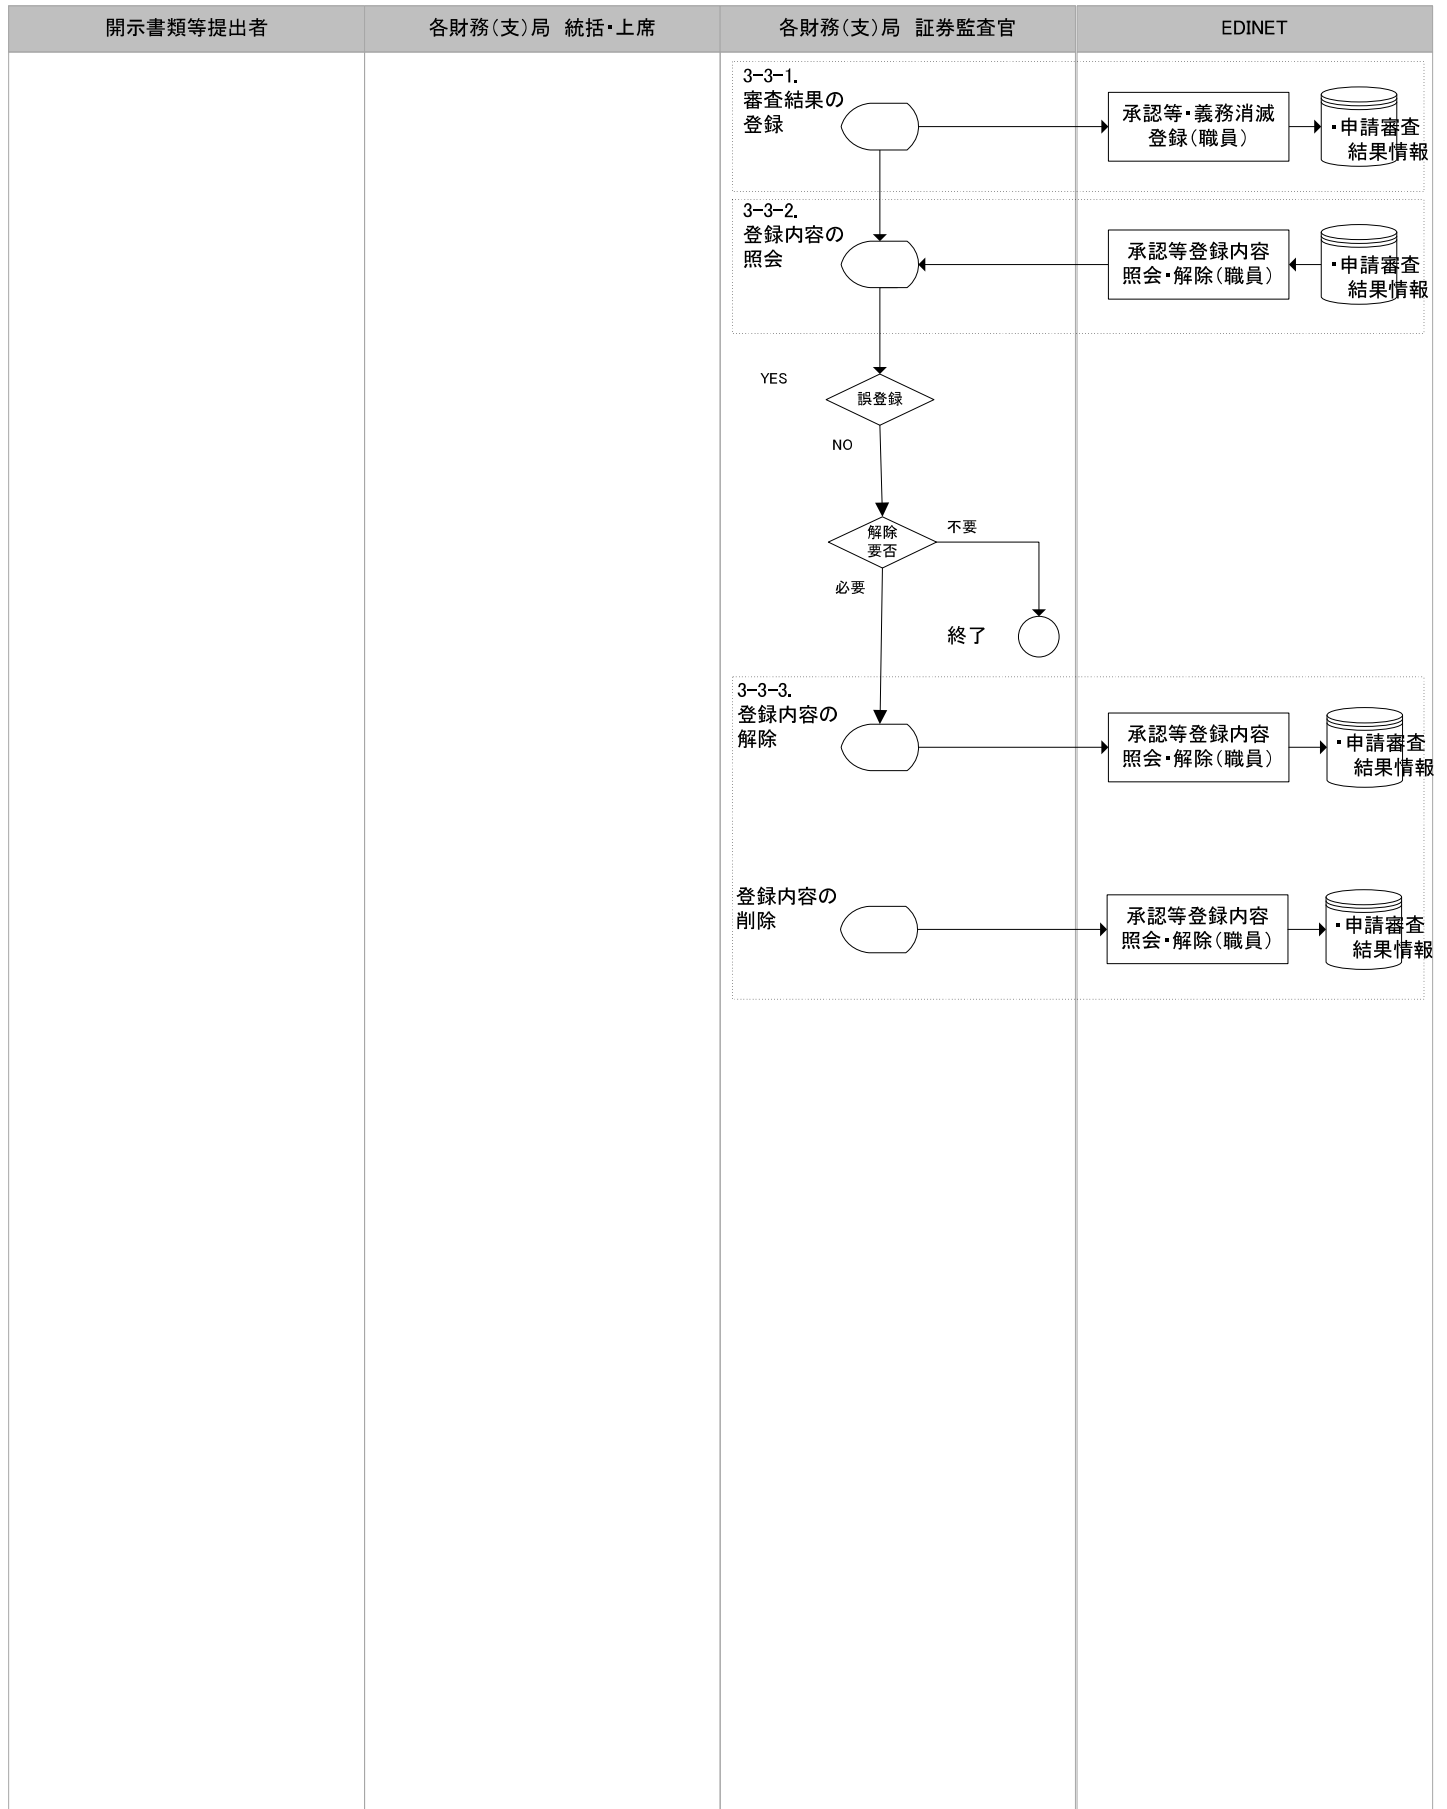 開示書類等提出者
各財務(支)局　統括・上席
各財務(支)局　証券監査官
EDINET
3-3-1.
審査結果の
登録
承認等・義務消滅
登録(職員)
・申請審査
結果情報
3-3-2.
登録内容の
照会
承認等登録内容
照会・解除(職員)
・申請審査
結果情報
YES
誤登録
NO
解除
要否
不要
必要
終了
3-3-3.
登録内容の
解除
承認等登録内容
照会・解除(職員)
・申請審査
結果情報
登録内容の
削除
承認等登録内容
照会・解除(職員)
・申請審査
結果情報